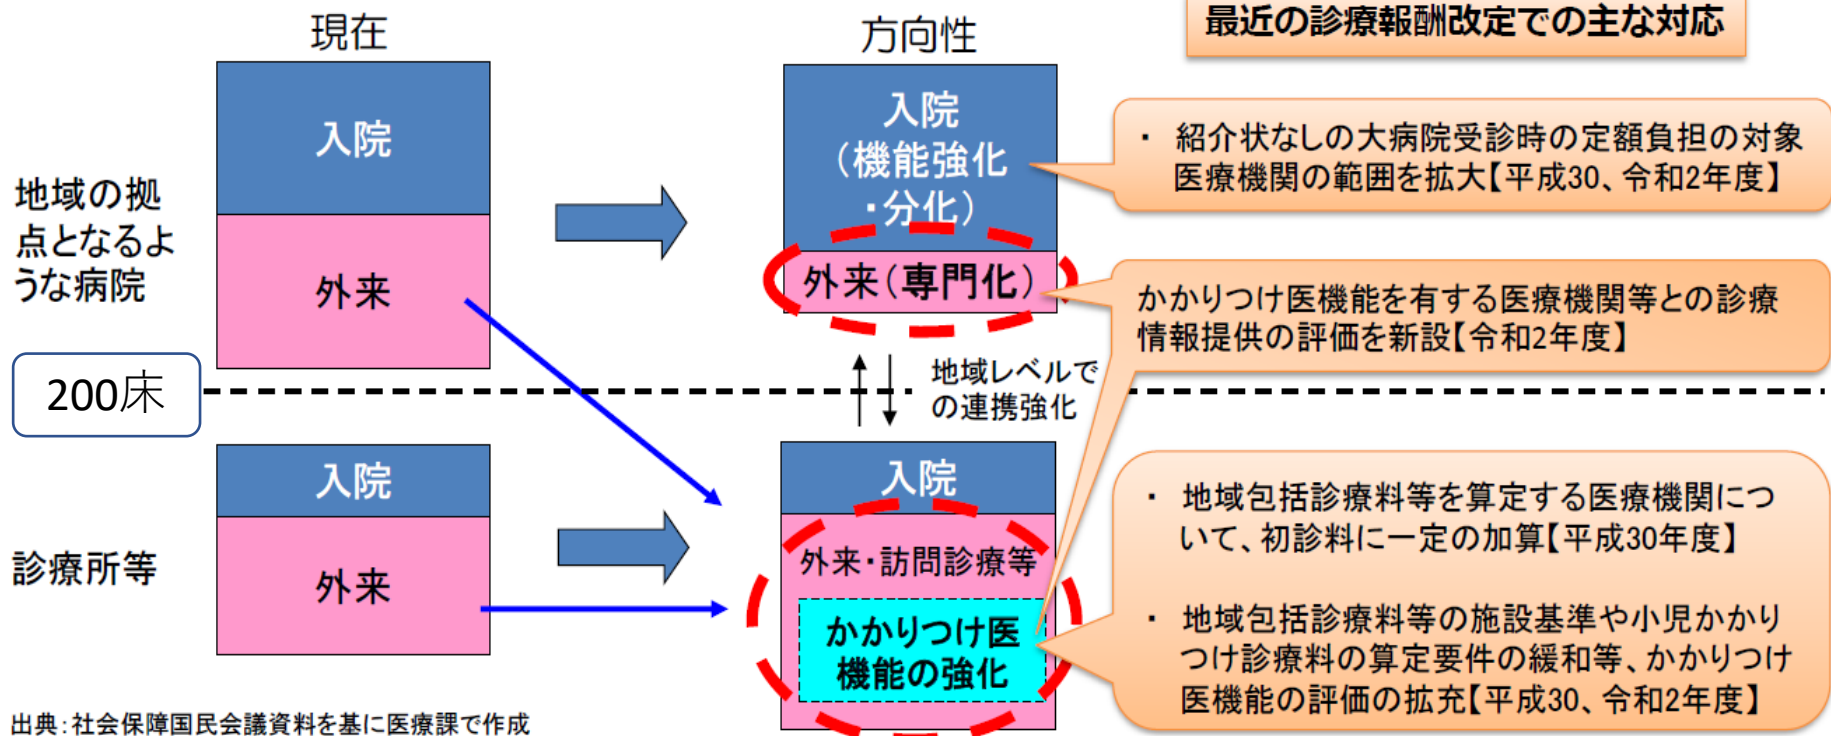 現在
方向性
最近の診療報酬改定での主な対応
地域の拠
点となるよ
うな病院
入院
外来
入院
（機能強化
・分化）
外来（専門化）
・ 紹介状なしの大病院受診時の定額負担の対象
医療機関の範囲を拡大【平成30、令和2年度】
かかりつけ医機能を有する医療機関等との診療
情報提供の評価を新設【令和2年度】
200床
地域レベルで
の連携強化
診療所等
入院
外来
入院
外来・訪問診療等
かかりつけ医
機能の強化
・ 地域包括診療料等を算定する医療機関につ
いて、初診料に一定の加算【平成30年度】
・ 地域包括診療料等の施設基準や小児かかり
つけ診療料の算定要件の緩和等、かかりつけ
医機能の評価の拡充【平成30、令和2年度】
出典：社会保障国民会議資料を基に医療課で作成